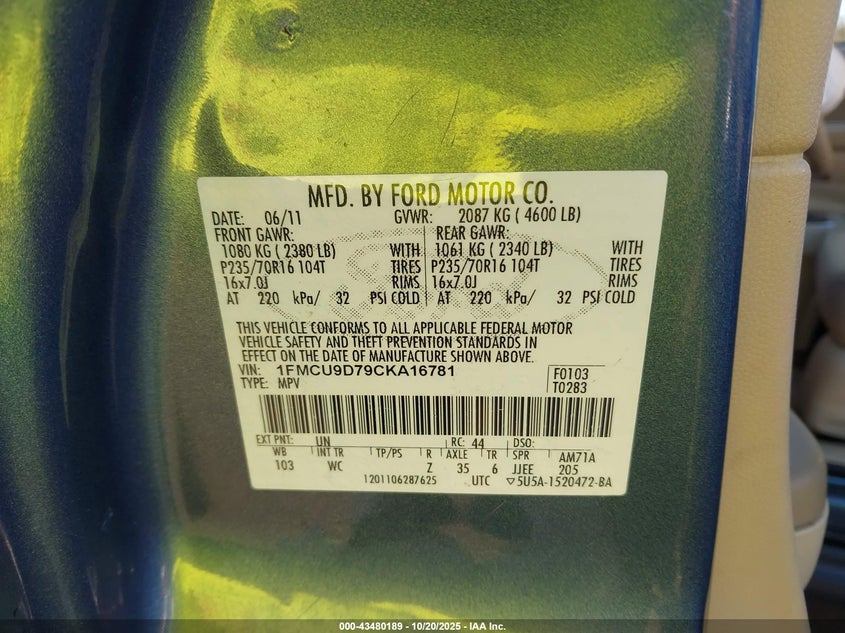 MFD. BY FORD MOTOR CO.
DATE: 06/11 GVWR: 2087 KG ( 4600 LB)
FRONT GAWR: REAR GAWR:
1080 KG ( 2380 LB) WITH 1061 KG ( 2340 LB) WITH
P235/70R16 104T TIRES P235/70R16 104T TIRES
16x7.0J RIMS 16x7.0J RIMS
AT 220 kPa/ 32 PSI COLD AT 220 kPa/ 32 PSI COLD
THIS VEHICLE CONFORMS TO ALL APPLICABLE FEDERAL MOTOR
VEHICLE SAFETY AND THEFT PREVENTION STANDARDS IN
EFFECT ON THE DATE OF MANUFACTURE SHOWN ABOVE.
VIN: 1FMCU9D79CKA16781 F0103
TYPE: MPV T0283
EXT PNT: UN RC: 44 DSO:
WB INT TR TP/PS R AXLE TR SPR AM71A
103 WC Z 35 6 JJEE 205
1201106287625 UTC ▽5U5A-1520472-BA
000-43480189 - 10/20/2025 - IAA Inc.